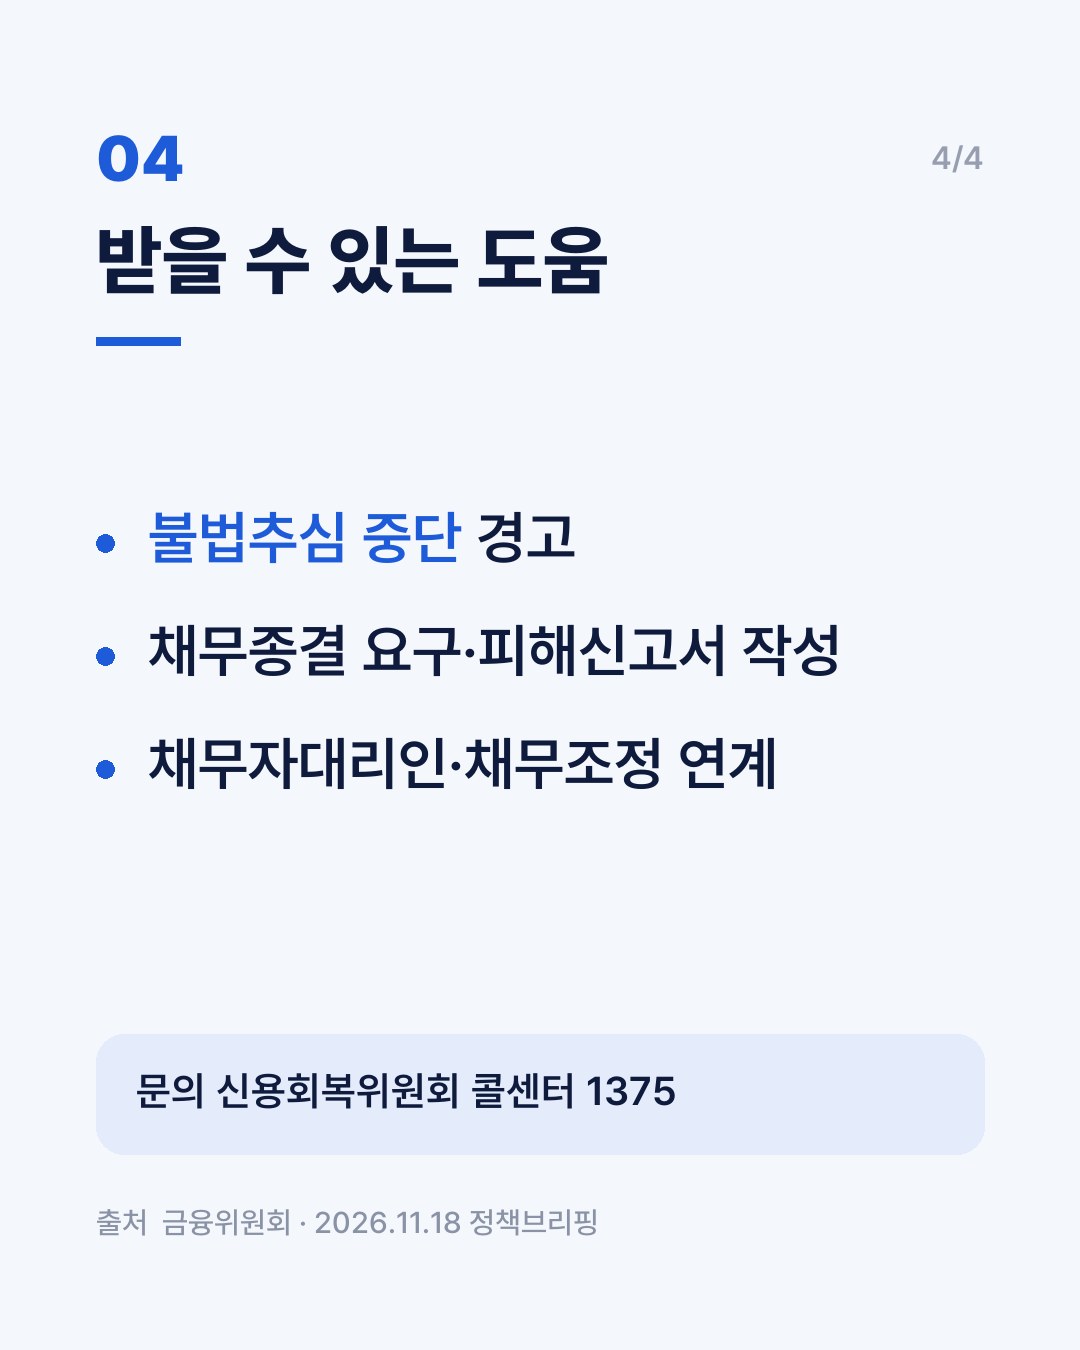 04
4/4
받을 수 있는 도움
불법추심 중단 경고
채무종결 요구·피해신고서 작성
채무자대리인·채무조정 연계
문의 신용회복위원회 콜센터 1375
출처 금융위원회 · 2026.11.18 정책브리핑